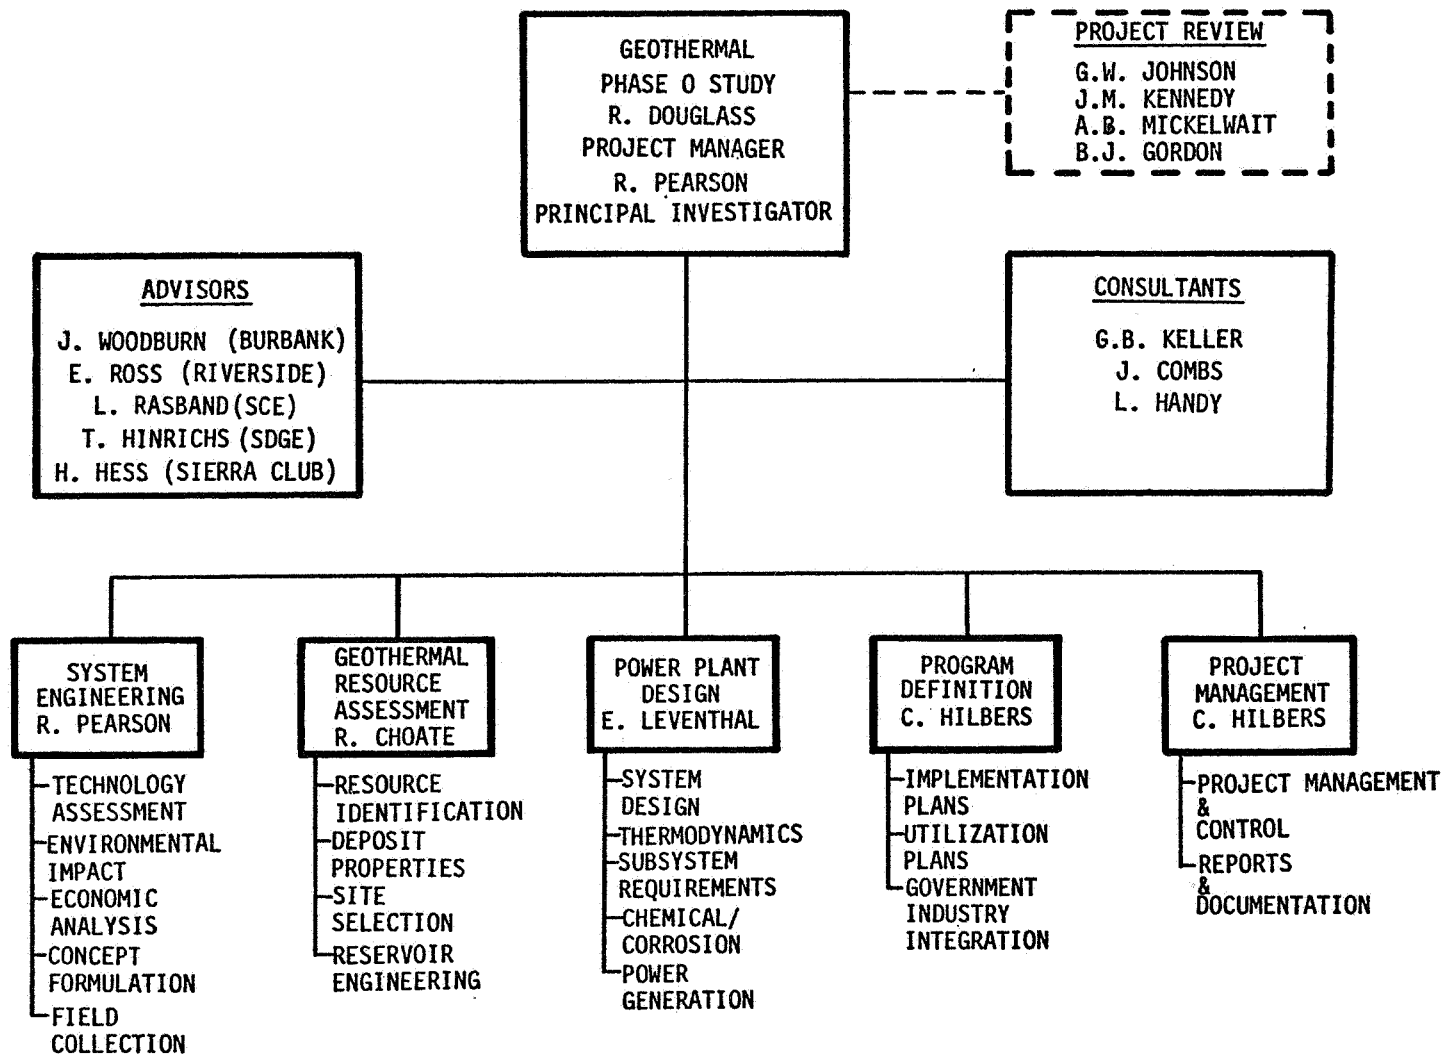 GEOTHERMAL
PHASE 0 STUDY
R. DOUGLASS
PROJECT MANAGER
R. PEARSON
PRINCIPAL INVESTIGATOR
PROJECT REVIEW
G.W. JOHNSON
J.M. KENNEDY
A.B. MICKELWAIT
B.J. GORDON
ADVISORS
J. WOODBURN (BURBANK)
E. ROSS (RIVERSIDE)
L. RASBAND (SCE)
T. HINRICHS (SDGE)
H. HESS (SIERRA CLUB)
CONSULTANTS
G.B. KELLER
J. COMBS
L. HANDY
SYSTEM
ENGINEERING
R. PEARSON
TECHNOLOGY
ASSESSMENT
ENVIRONMENTAL
IMPACT
ECONOMIC
ANALYSIS
CONCEPT
FORMULATION
FIELD
COLLECTION
GEOTHERMAL
RESOURCE
ASSESSMENT
R. CHOATE
RESOURCE
IDENTIFICATION
DEPOSIT
PROPERTIES
SITE
SELECTION
RESERVOIR
ENGINEERING
POWER PLANT
DESIGN
E. LEVENTHAL
SYSTEM
DESIGN
THERMODYNAMICS
SUBSYSTEM
REQUIREMENTS
CHEMICAL/
CORROSION
POWER
GENERATION
PROGRAM
DEFINITION
C. HILBERS
IMPLEMENTATION
PLANS
UTILIZATION
PLANS
GOVERNMENT
INDUSTRY
INTEGRATION
PROJECT
MANAGEMENT
C. HILBERS
PROJECT MANAGEMENT
&
CONTROL
REPORTS
&
DOCUMENTATION